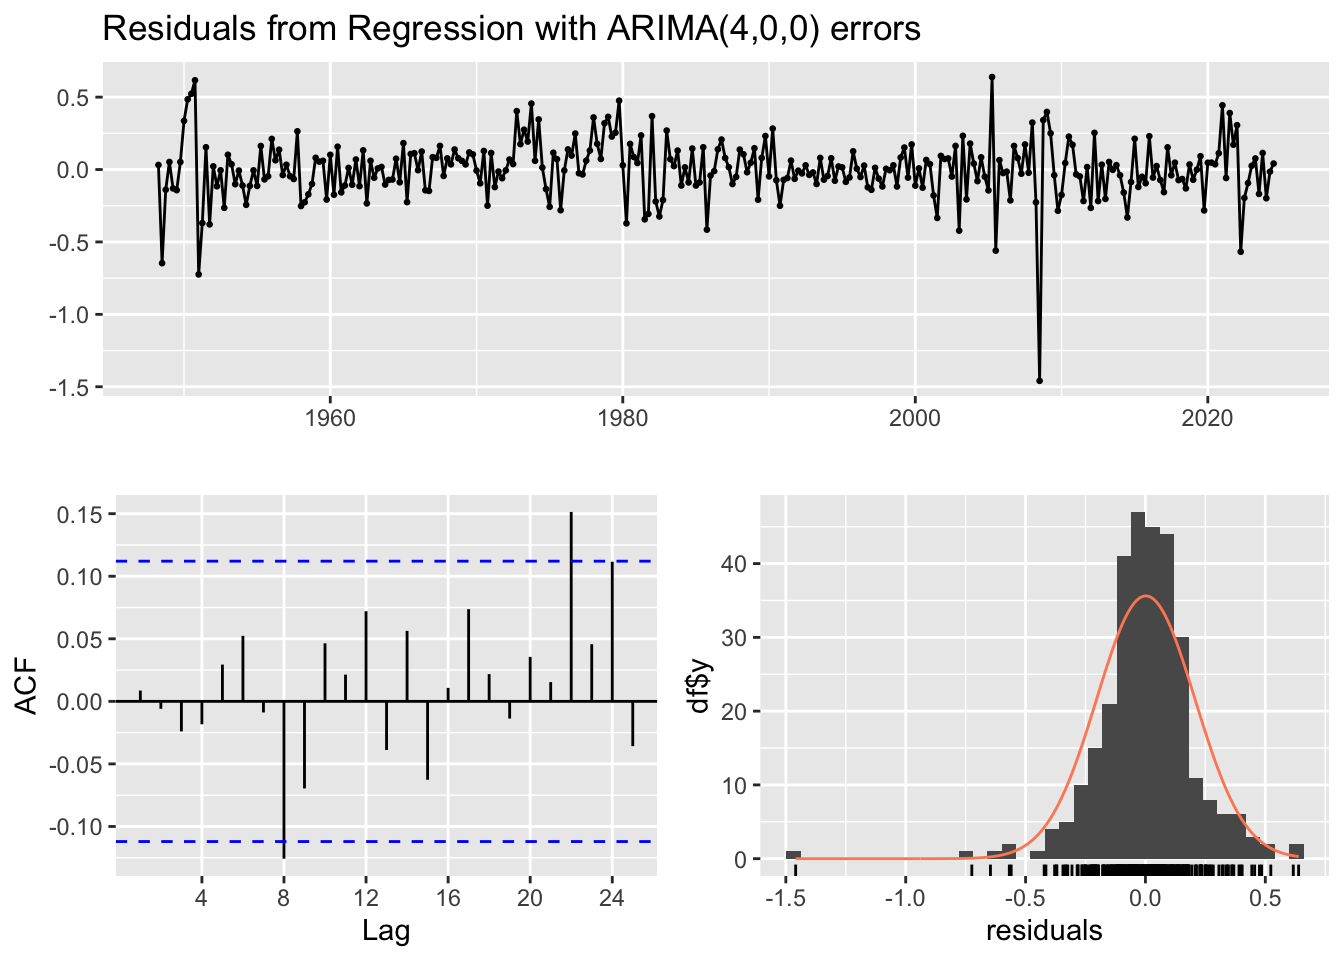 Residuals from Regression with ARIMA(4,0,0) errors
0.5
0.0
-0.5
-1.0
-1.5
1960 1980 2000 2020
0.15
0.10
0.05
0.00
-0.05
-0.10
ACF
4 8 12 16 20 24
Lag
40
30
20
10
0
df$y
-1.5 -1.0 -0.5 0.0 0.5
residuals